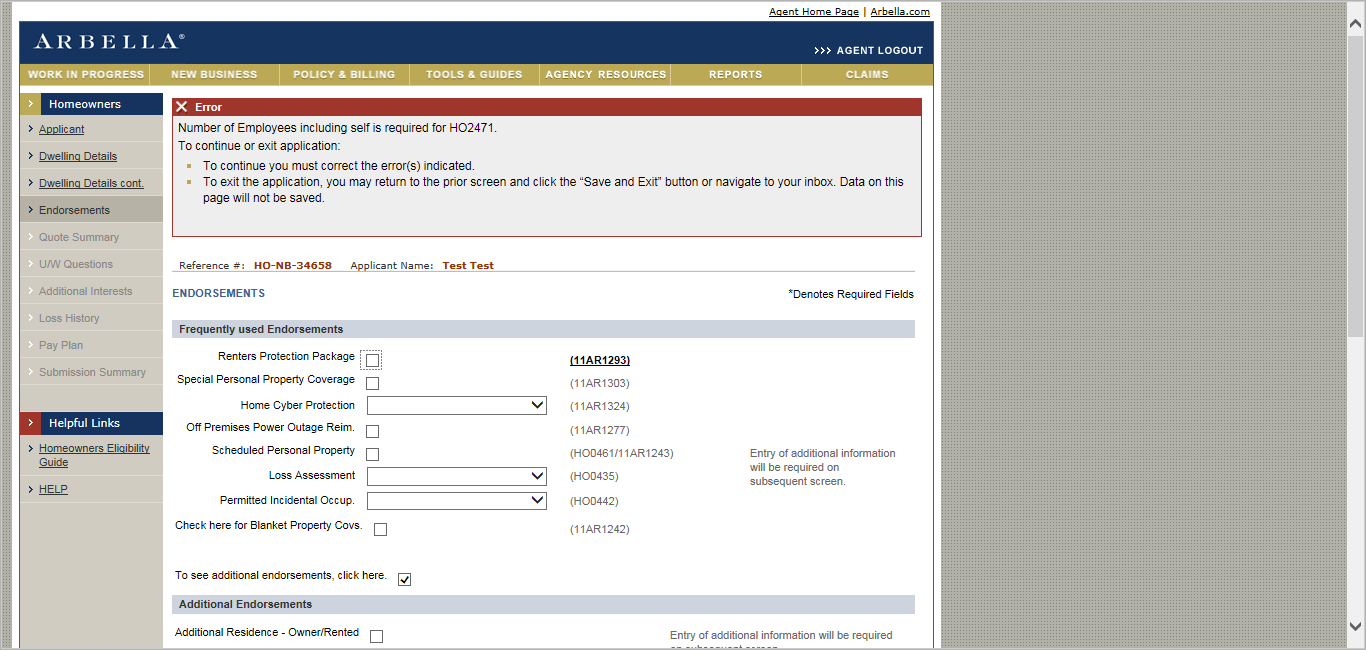 Agent Home Page | Arbella.com
ARBELLA®
>>> AGENT LOGOUT
WORK IN PROGRESS NEW BUSINESS POLICY & BILLING TOOLS & GUIDES AGENCY RESOURCES REPORTS CLAIMS
Homeowners
Applicant
Dwelling Details
Dwelling Details cont.
Endorsements
Quote Summary
U/W Questions
Additional Interests
Loss History
Pay Plan
Submission Summary
Helpful Links
Homeowners Eligibility
Guide
HELP
Error
Number of Employees including self is required for HO2471.
To continue or exit application:
To continue you must correct the error(s) indicated.
To exit the application, you may return to the prior screen and click the “Save and Exit” button or navigate to your inbox. Data on this
page will not be saved.
Reference #: HO-NB-34658 Applicant Name: Test Test
ENDORSEMENTS
*Denotes Required Fields
Frequently used Endorsements
Renters Protection Package (11AR1293)
Special Personal Property Coverage (11AR1303)
Home Cyber Protection (11AR1324)
Off Premises Power Outage Reim. (11AR1277)
Scheduled Personal Property (HO0461/11AR1243) Entry of additional information
will be required on
subsequent screen.
Loss Assessment (HO0435)
Permitted Incidental Occup. (HO0442)
Check here for Blanket Property Covs. (11AR1242)
To see additional endorsements, click here.
Additional Endorsements
Additional Residence - Owner/Rented Entry of additional information will be required
on subsequent screen.